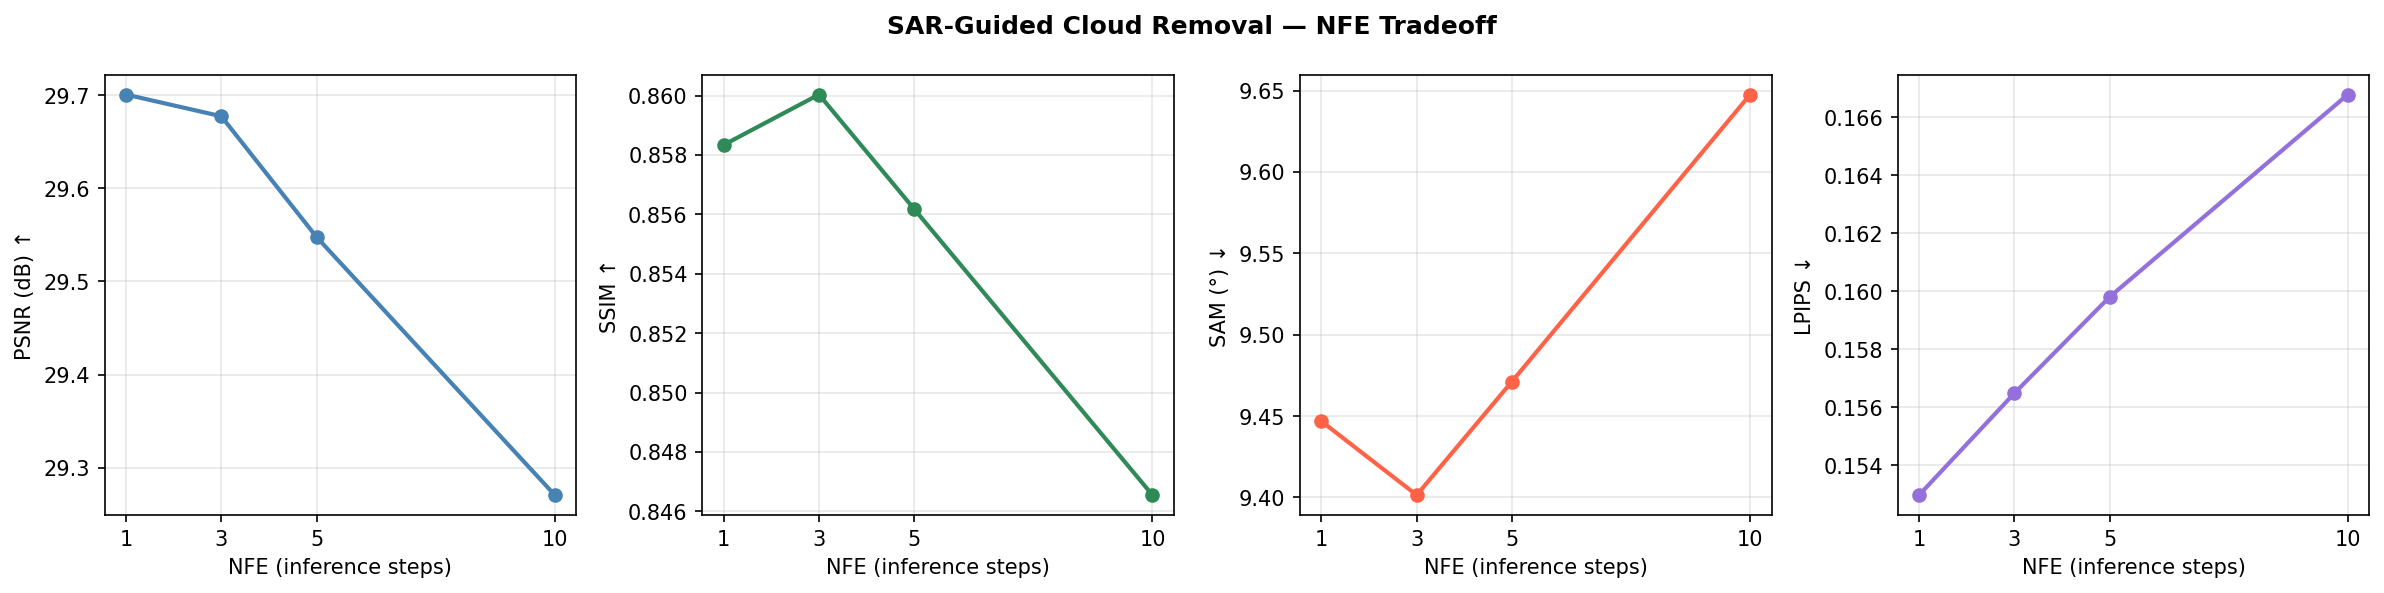 SAR-Guided Cloud Removal — NFE Tradeoff
PSNR (dB) ↑
29.7
29.6
29.5
29.4
29.3
1 3 5 10
NFE (inference steps)
SSIM ↑
0.860
0.858
0.856
0.854
0.852
0.850
0.848
0.846
1 3 5 10
NFE (inference steps)
SAM (°) ↓
9.65
9.60
9.55
9.50
9.45
9.40
1 3 5 10
NFE (inference steps)
LPIPS ↓
0.166
0.164
0.162
0.160
0.158
0.156
0.154
1 3 5 10
NFE (inference steps)